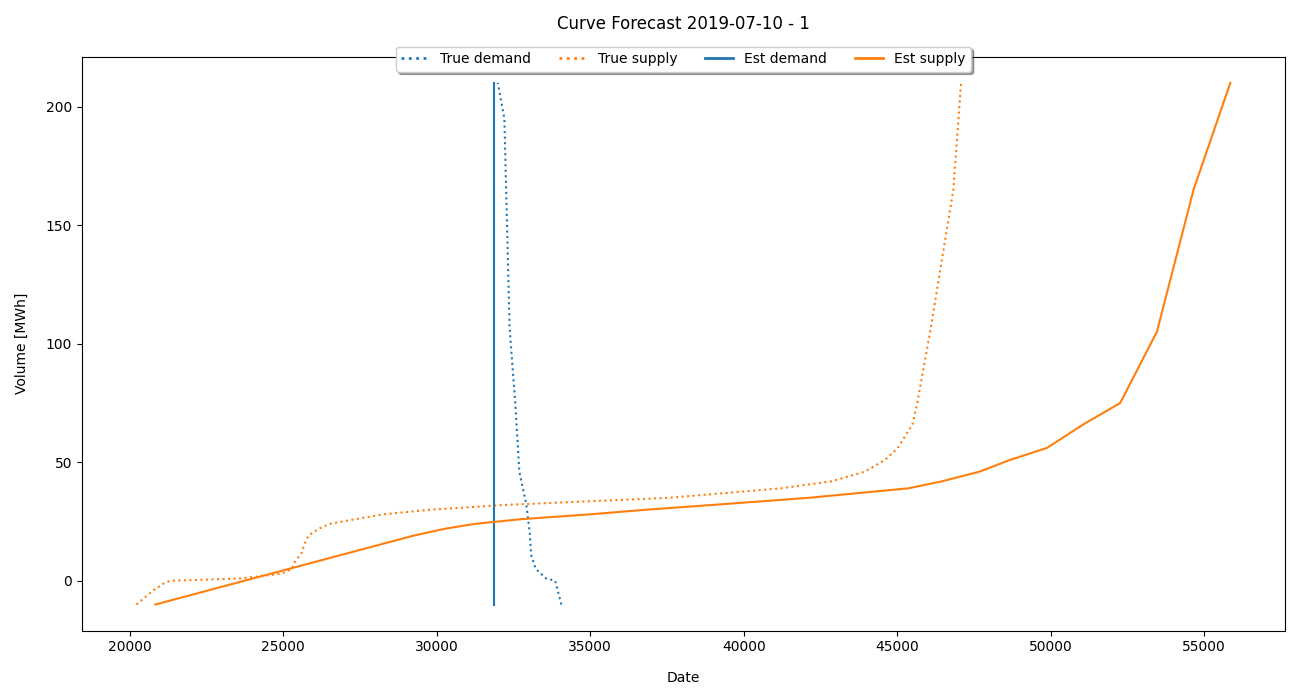 Curve Forecast 2019-07-10 - 1
True demand True supply Est demand Est supply
200
150
100
50
0
Volume [MWh]
20000 25000 30000 35000 40000 45000 50000 55000
Date